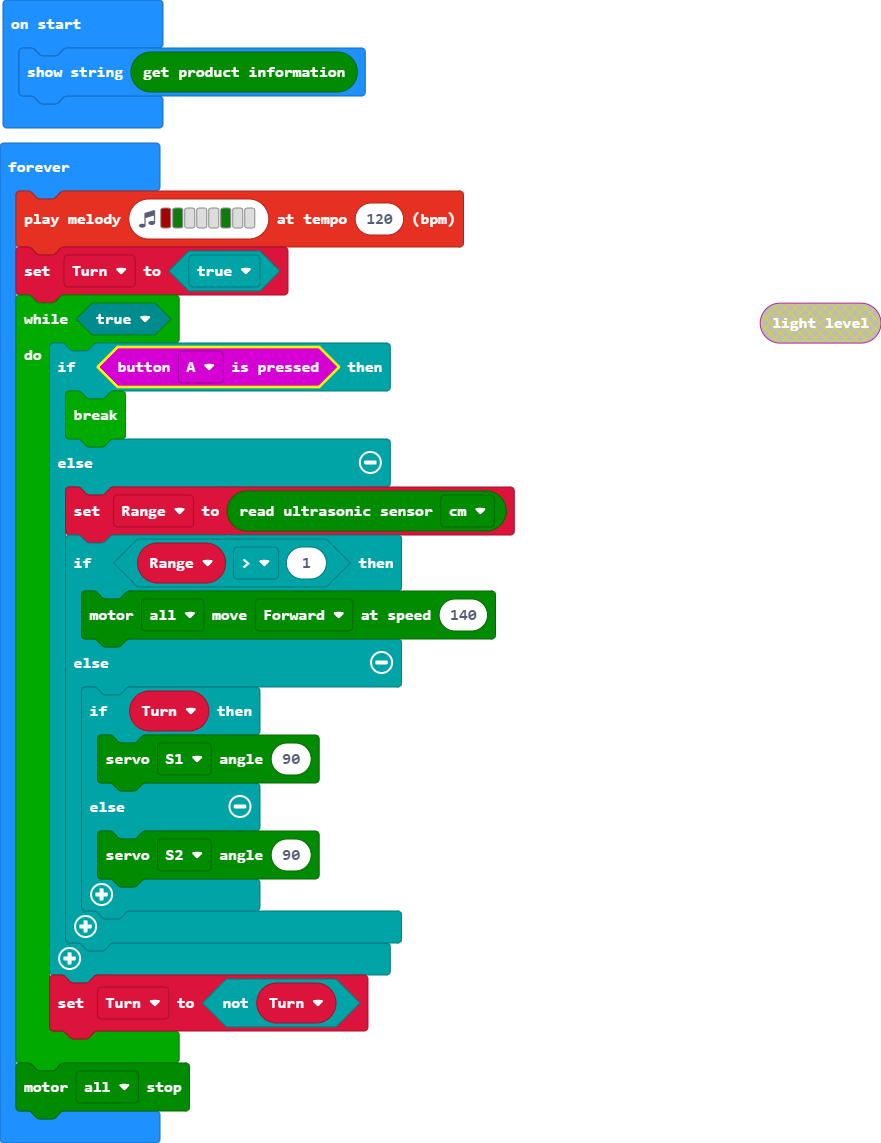 on start
show string get product information
forever
play melody at tempo 120 (bpm)
set Turn to true
while true
light level
do
if button A is pressed then
break
else
set Range to read ultrasonic sensor cm
if Range > 1 then
motor all move Forward at speed 140
else
if Turn then
servo S1 angle 90
else
servo S2 angle 90
set Turn to not Turn
motor all stop